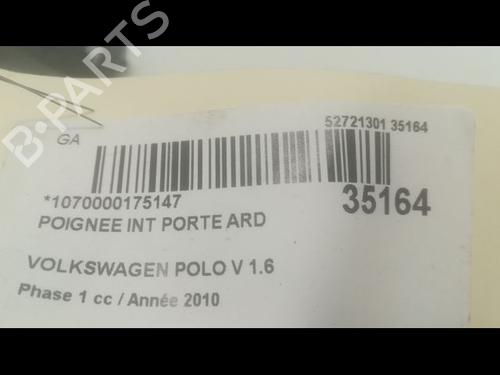 B-PARTS
GA
52721301 35164
*1070000175147
35164
POIGNEE INT PORTE ARD
VOLKSWAGEN POLO V 1.6
Phase 1 cc / Année 2010